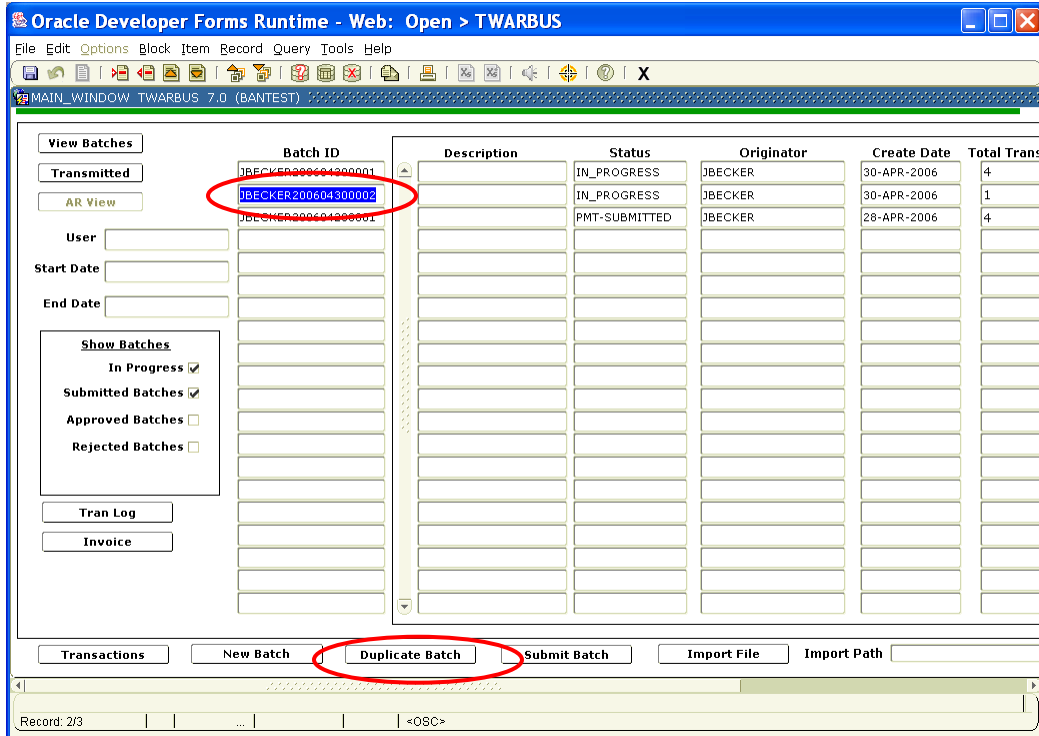 Oracle Developer Forms Runtime - Web: Open > TWARBUS
File Edit Options Block Item Record Query Tools Help
X
MAIN_WINDOW TWARBUS 7.0 (BANTEST)
View Batches
Transmitted
AR View
User
Start Date
End Date
Show Batches
In Progress
Submitted Batches
Approved Batches
Rejected Batches
Tran Log
Invoice
Batch ID Description Status Originator Create Date Total Trans
JBECKER200604300001 IN_PROGRESS JBECKER 30-APR-2006 4
JBECKER200604300002 IN_PROGRESS JBECKER 30-APR-2006 1
PMT-SUBMITTED JBECKER 28-APR-2006 4
Transactions New Batch Duplicate Batch Submit Batch Import File Import Path
Record: 2/3 ... <OSC>